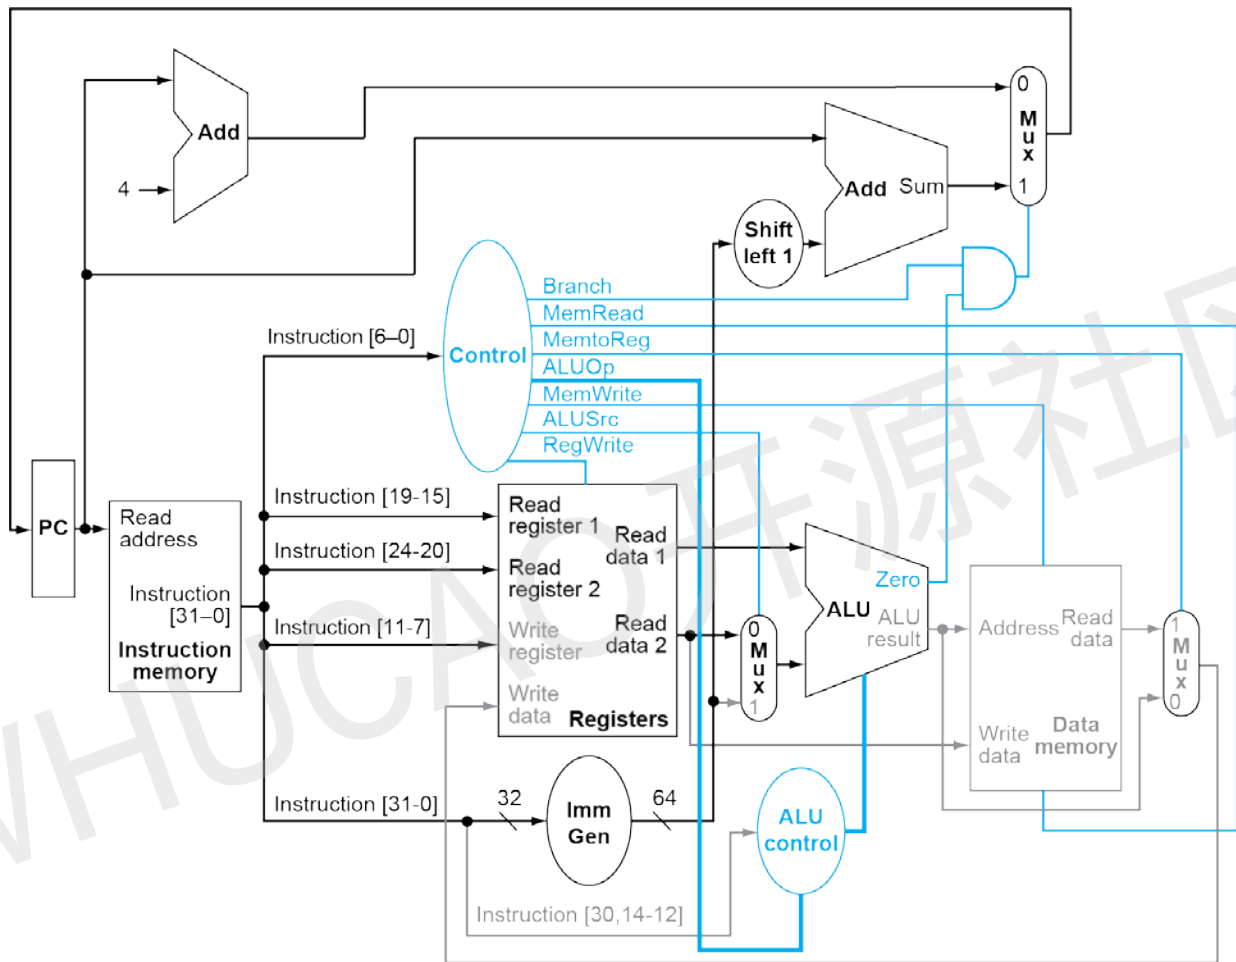 0
Mux
1
Add
4
Add Sum
Shift
left 1
Branch
MemRead
MemtoReg
ALUOp
MemWrite
ALUSrc
RegWrite
Instruction [6–0]
Control
Instruction [19-15]
Instruction [24-20]
Instruction [11-7]
Instruction [31-0]
PC
Read
address
Instruction
[31–0]
Instruction
memory
Read
register 1
Read
register 2
Write
register
Write
data
Read
data 1
Read
data 2
Registers
0
Mux
1
ALU
Zero
ALU
result
Address
Read
data
Write
data
Data
memory
1
Mux
0
32
Imm
Gen
64
ALU
control
Instruction [30,14-12]
WHUCAO开源社区